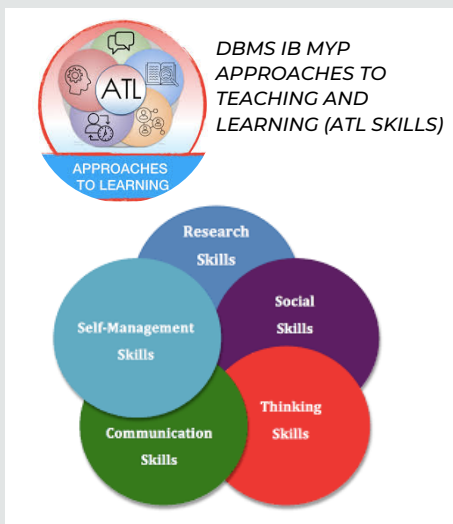 DBMS IB MYP
APPROACHES TO
TEACHING AND
LEARNING (ATL SKILLS)
ATL
APPROACHES
TO LEARNING
Research
Skills
Social
Skills
Self-Management
Skills
Thinking
Skills
Communication
Skills